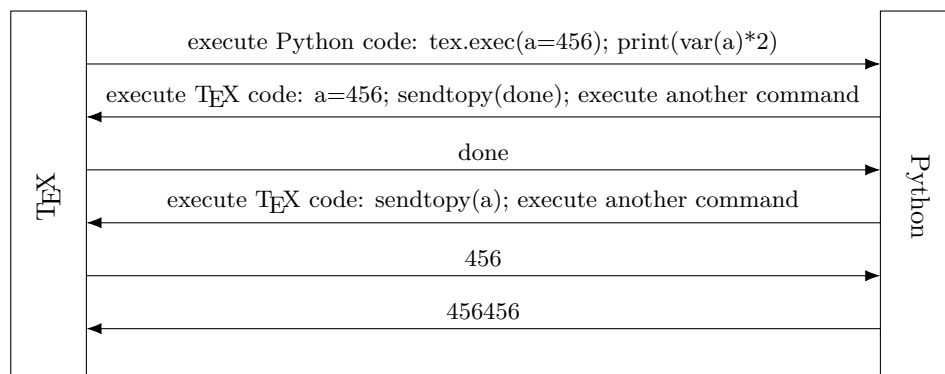 execute Python code: tex.exec(a=456); print(var(a)*2)
execute TEX code: a=456; sendtopy(done); execute another command
done
execute TEX code: sendtopy(a); execute another command
456
456456
TEX
Python